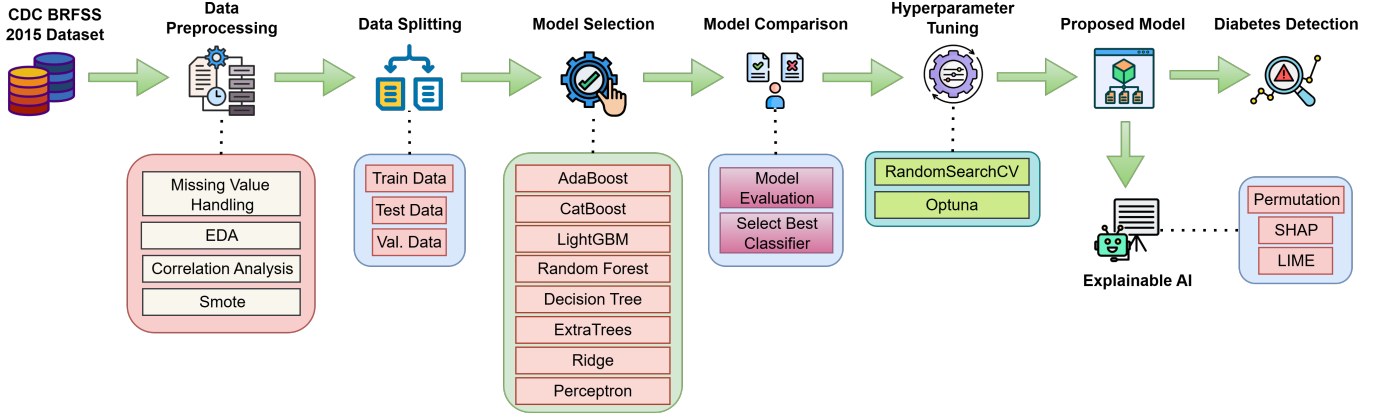 CDC BRFSS
2015 Dataset
Data
Preprocessing
Data Splitting
Model Selection
Model Comparison
Hyperparameter
Tuning
Proposed Model
Diabetes Detection
Missing Value
Handling
EDA
Correlation Analysis
Smote
Train Data
Test Data
Val. Data
AdaBoost
CatBoost
LightGBM
Random Forest
Decision Tree
ExtraTrees
Ridge
Perceptron
Model
Evaluation
Select Best
Classifier
RandomSearchCV
Optuna
Explainable AI
Permutation
SHAP
LIME